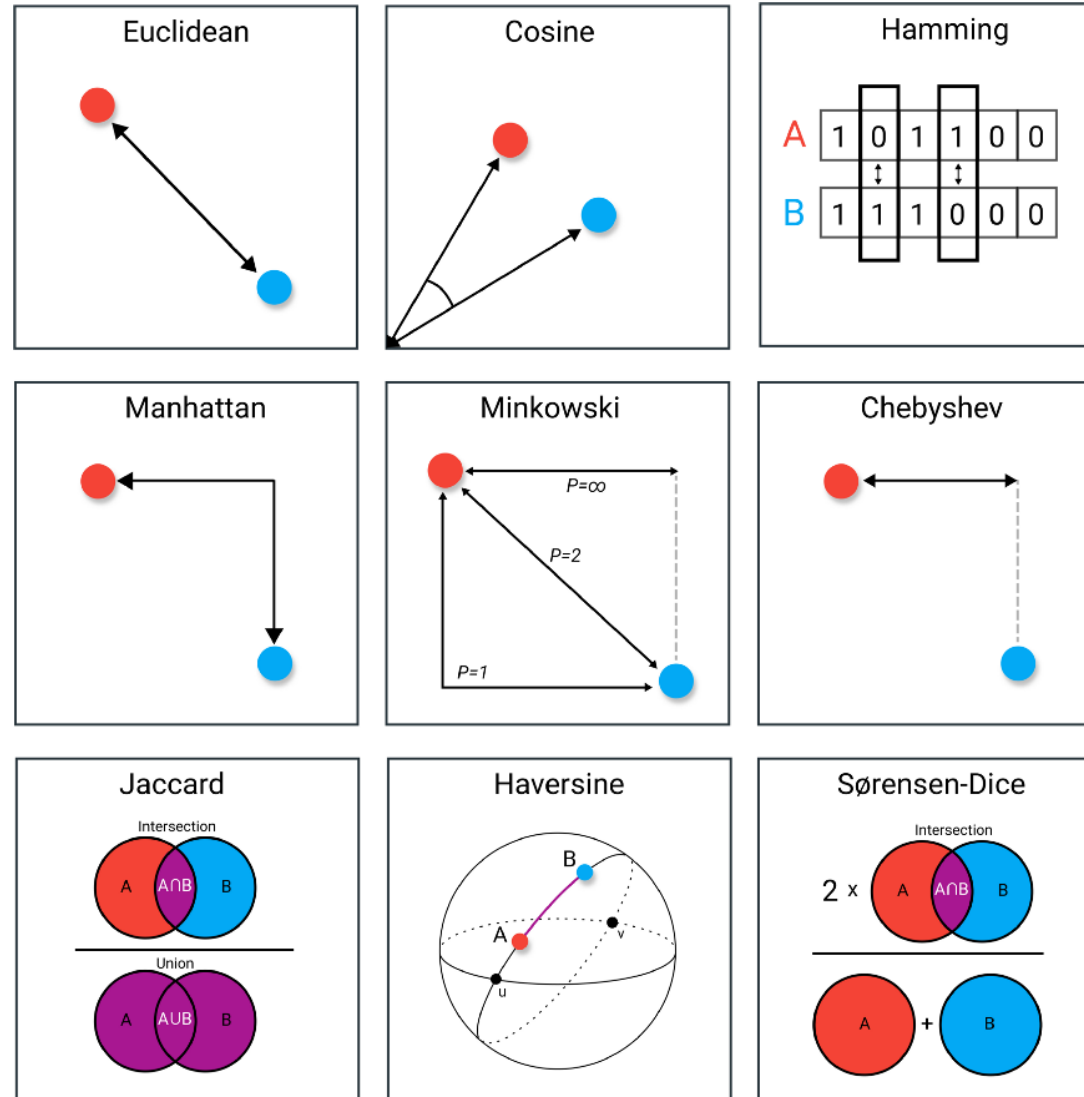 Euclidean
Cosine
Hamming
A 1 0 1 1 0 0
B 1 1 1 0 0 0
Manhattan
Minkowski
P=∞
P=2
P=1
Chebyshev
Jaccard
Intersection
A A∩B B
Union
A A∪B B
Haversine
B
A
v
u
Sørensen-Dice
Intersection
2 x A A∩B B
A + B